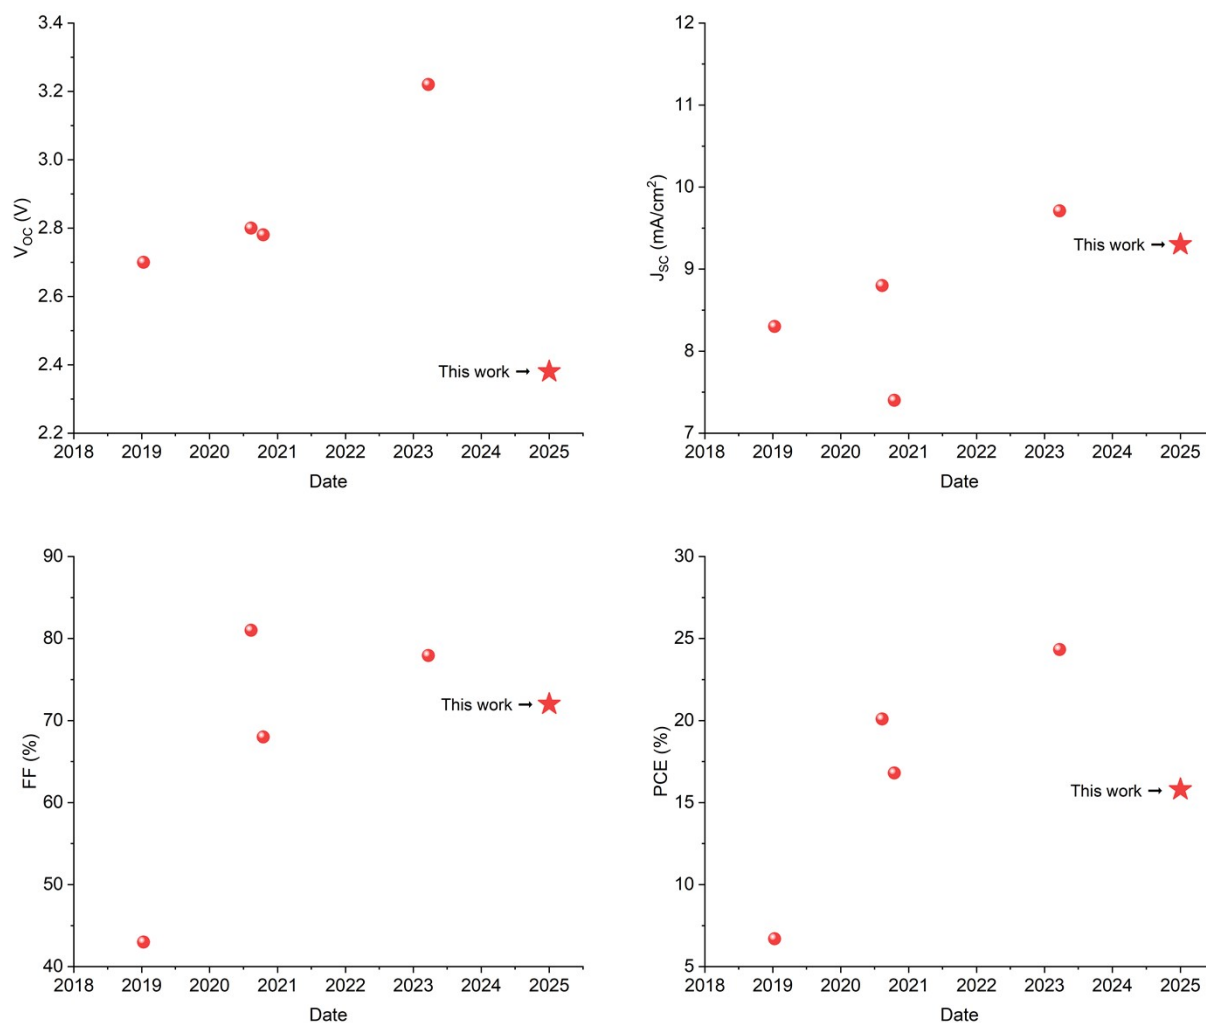 3.4
3.2
3.0
2.8
2.6
2.4
2.2
V_OC (V)
This work →
2018 2019 2020 2021 2022 2023 2024 2025
Date
12
11
10
9
8
7
J_SC (mA/cm²)
This work →
2018 2019 2020 2021 2022 2023 2024 2025
Date
90
80
70
60
50
40
FF (%)
This work →
2018 2019 2020 2021 2022 2023 2024 2025
Date
30
25
20
15
10
5
PCE (%)
This work →
2018 2019 2020 2021 2022 2023 2024 2025
Date